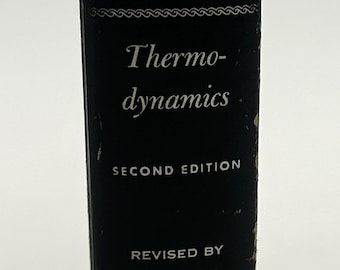 Thermo-
dynamics
SECOND EDITION
REVISED BY